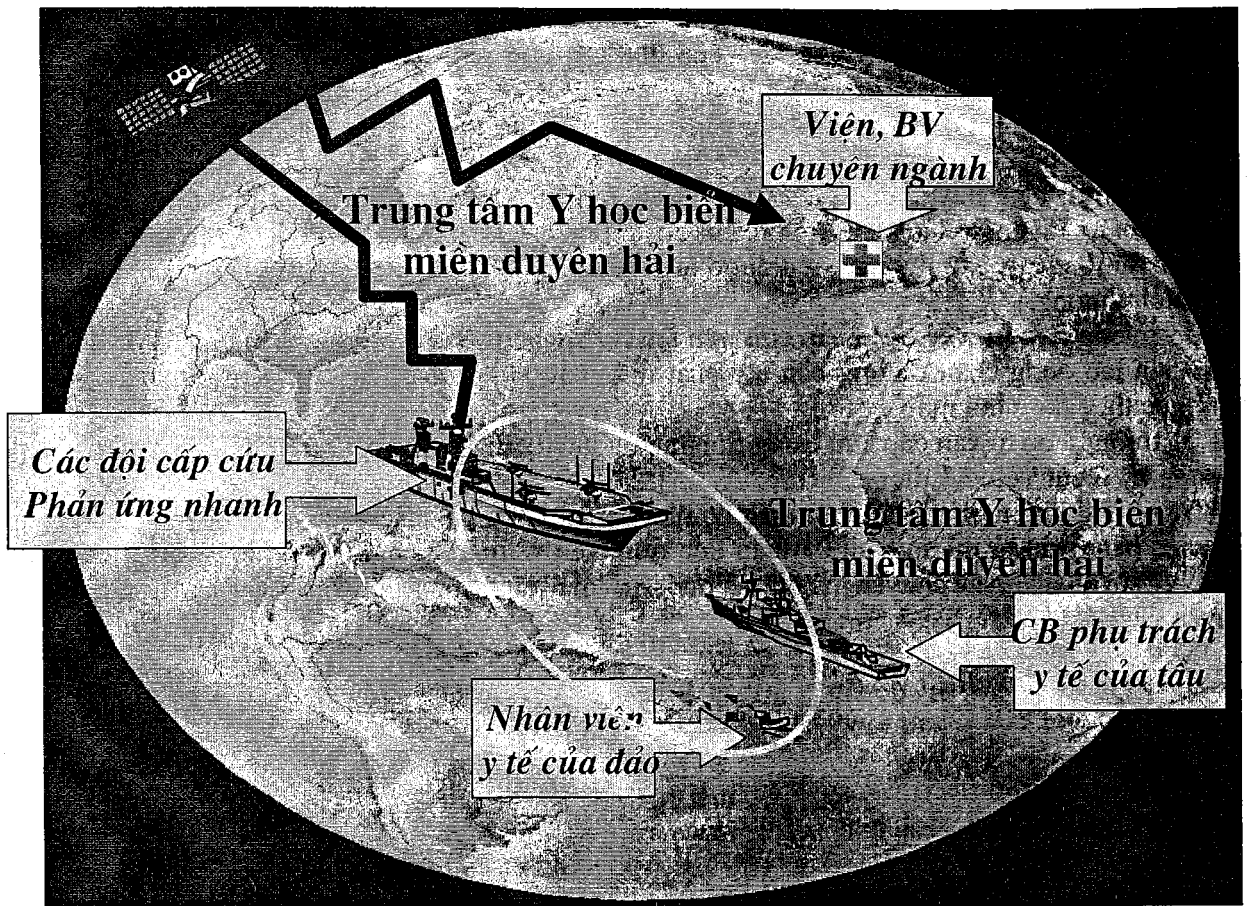 Viện, BV
chuyên ngành
Trung tâm Y học biển
miền duyên hải
Các đội cấp cứu
Phản ứng nhanh
Trung tâm Y học biển
miền duyên hải
CB phụ trách
y tế của tầu
Nhân viên
y tế của đảo